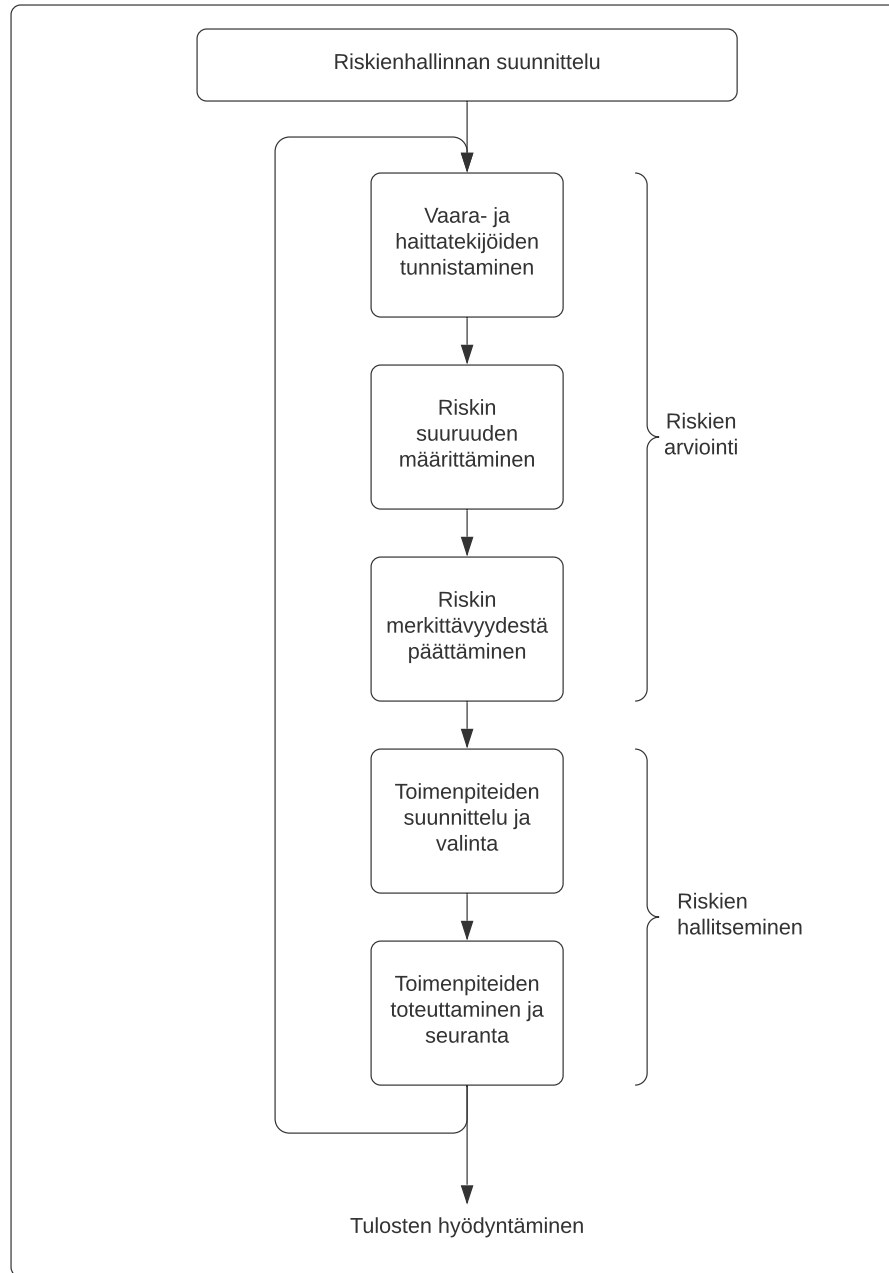 Riskienhallinnan suunnittelu
Vaara- ja
haittatekijöiden
tunnistaminen
Riskin
suuruuden
määrittäminen
Riskien
arviointi
Riskin
merkittävyydestä
päättäminen
Toimenpiteiden
suunnittelu ja
valinta
Riskien
hallitseminen
Toimenpiteiden
toteuttaminen ja
seuranta
Tulosten hyödyntäminen